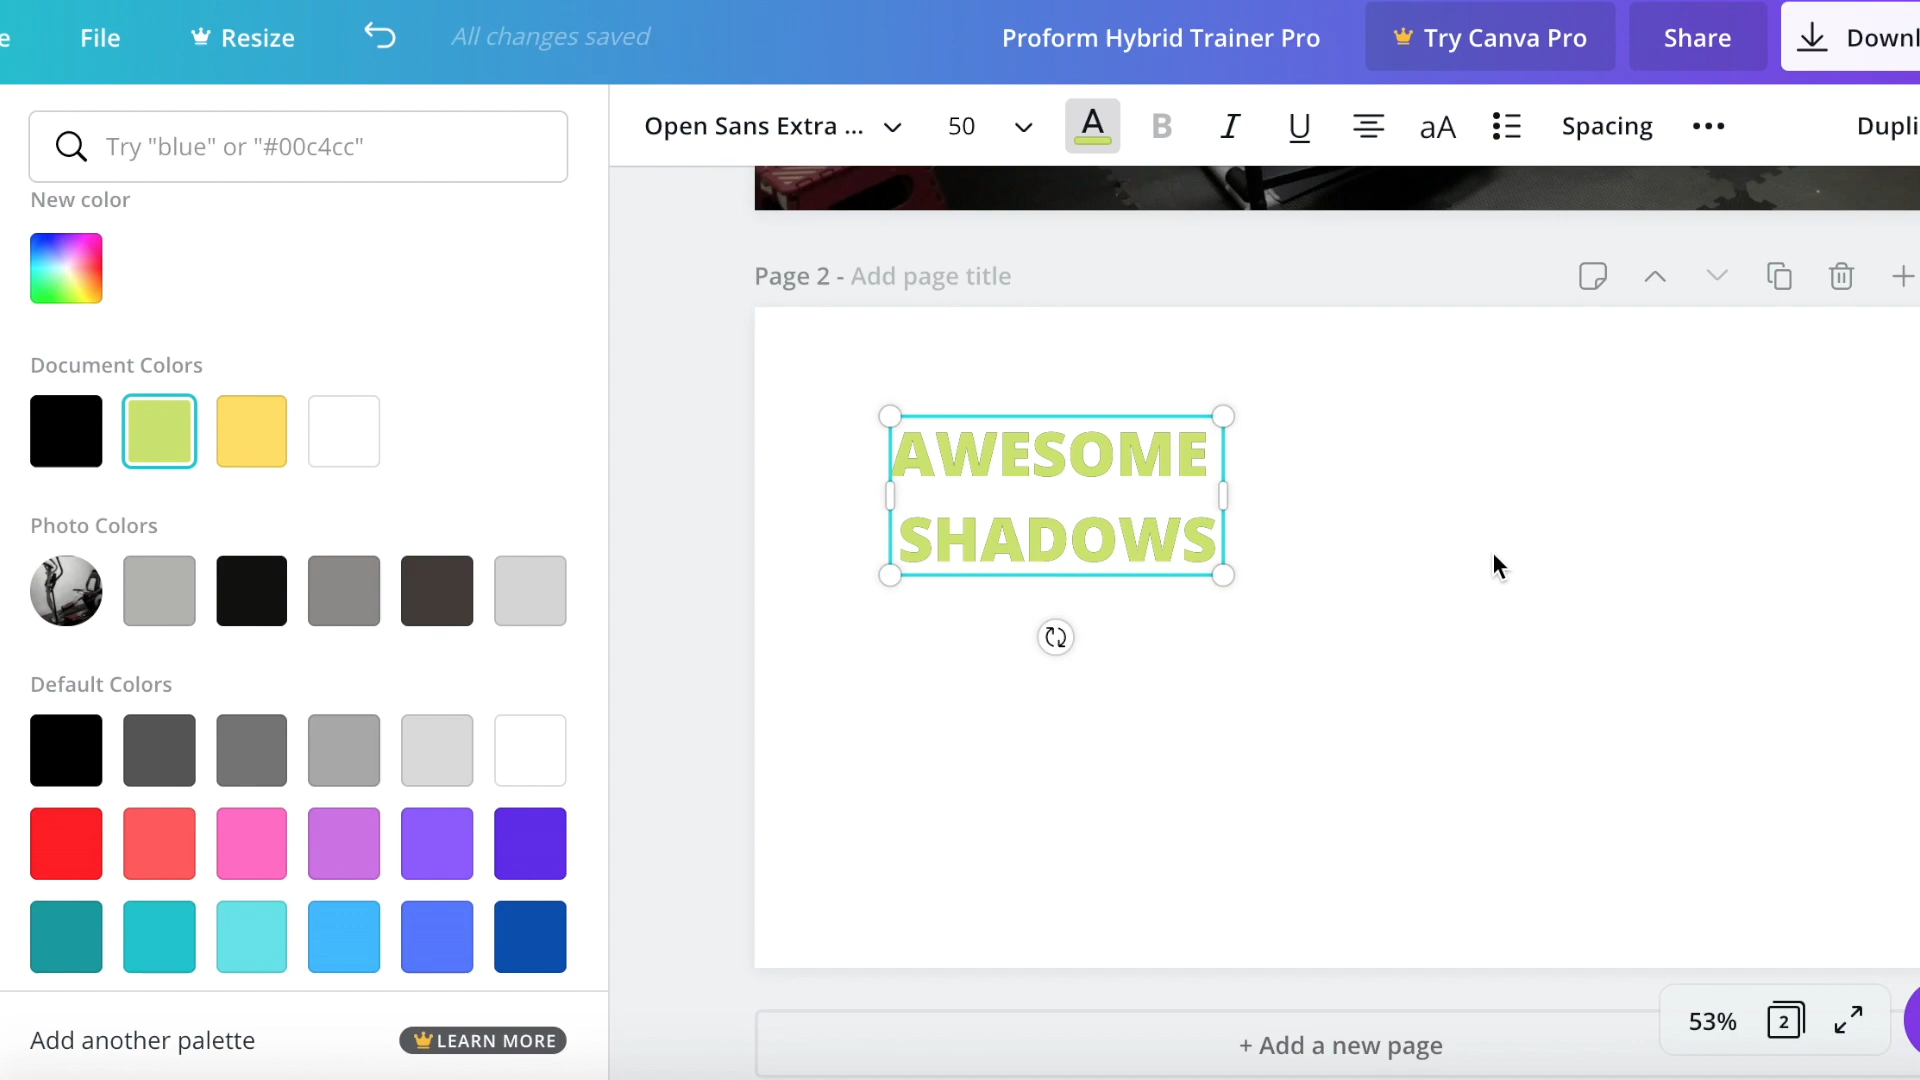 e
File
Resize
All changes saved
Proform Hybrid Trainer Pro
Try Canva Pro
Share
Downl
Try "blue" or "#00c4cc"
Open Sans Extra ...
50
A
B
I
U
aA
Spacing
Dupli
New color
Page 2 - Add page title
Document Colors
AWESOME
SHADOWS
Photo Colors
Default Colors
Add another palette
LEARN MORE
+ Add a new page
53%
2